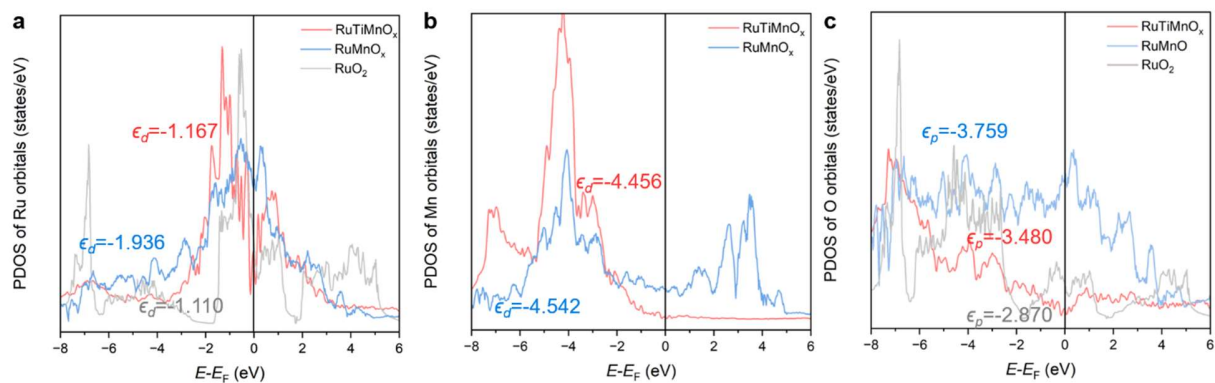 a
RuTiMnOₓ
RuMnOₓ
RuO₂
ϵd=-1.167
ϵd=-1.936
ϵd=-1.110
PDOS of Ru orbitals (states/eV)
−8 −6 −4 −2 0 2 4 6
E-EF (eV)
b
RuTiMnOₓ
RuMnOₓ
ϵd=-4.456
ϵd=-4.542
PDOS of Mn orbitals (states/eV)
−8 −6 −4 −2 0 2 4 6
E-EF (eV)
c
RuTiMnOₓ
RuMnO
RuO₂
ϵp=-3.759
ϵp=-3.480
ϵp=-2.870
PDOS of O orbitals (states/eV)
−8 −6 −4 −2 0 2 4 6
E-EF (eV)